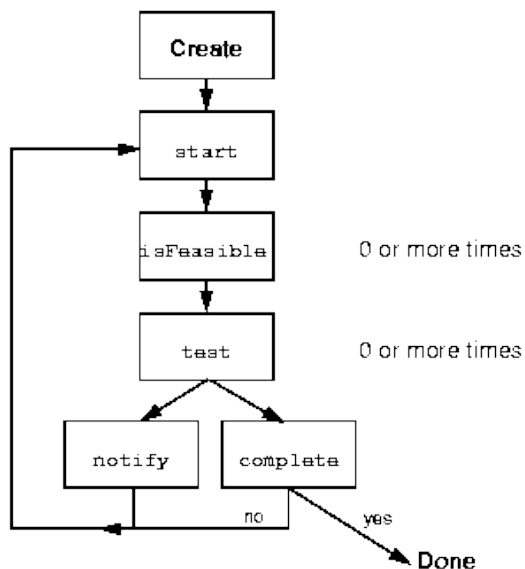 Create
start
isFeasible
0 or more times
test
0 or more times
notify
complete
no
yes
Done